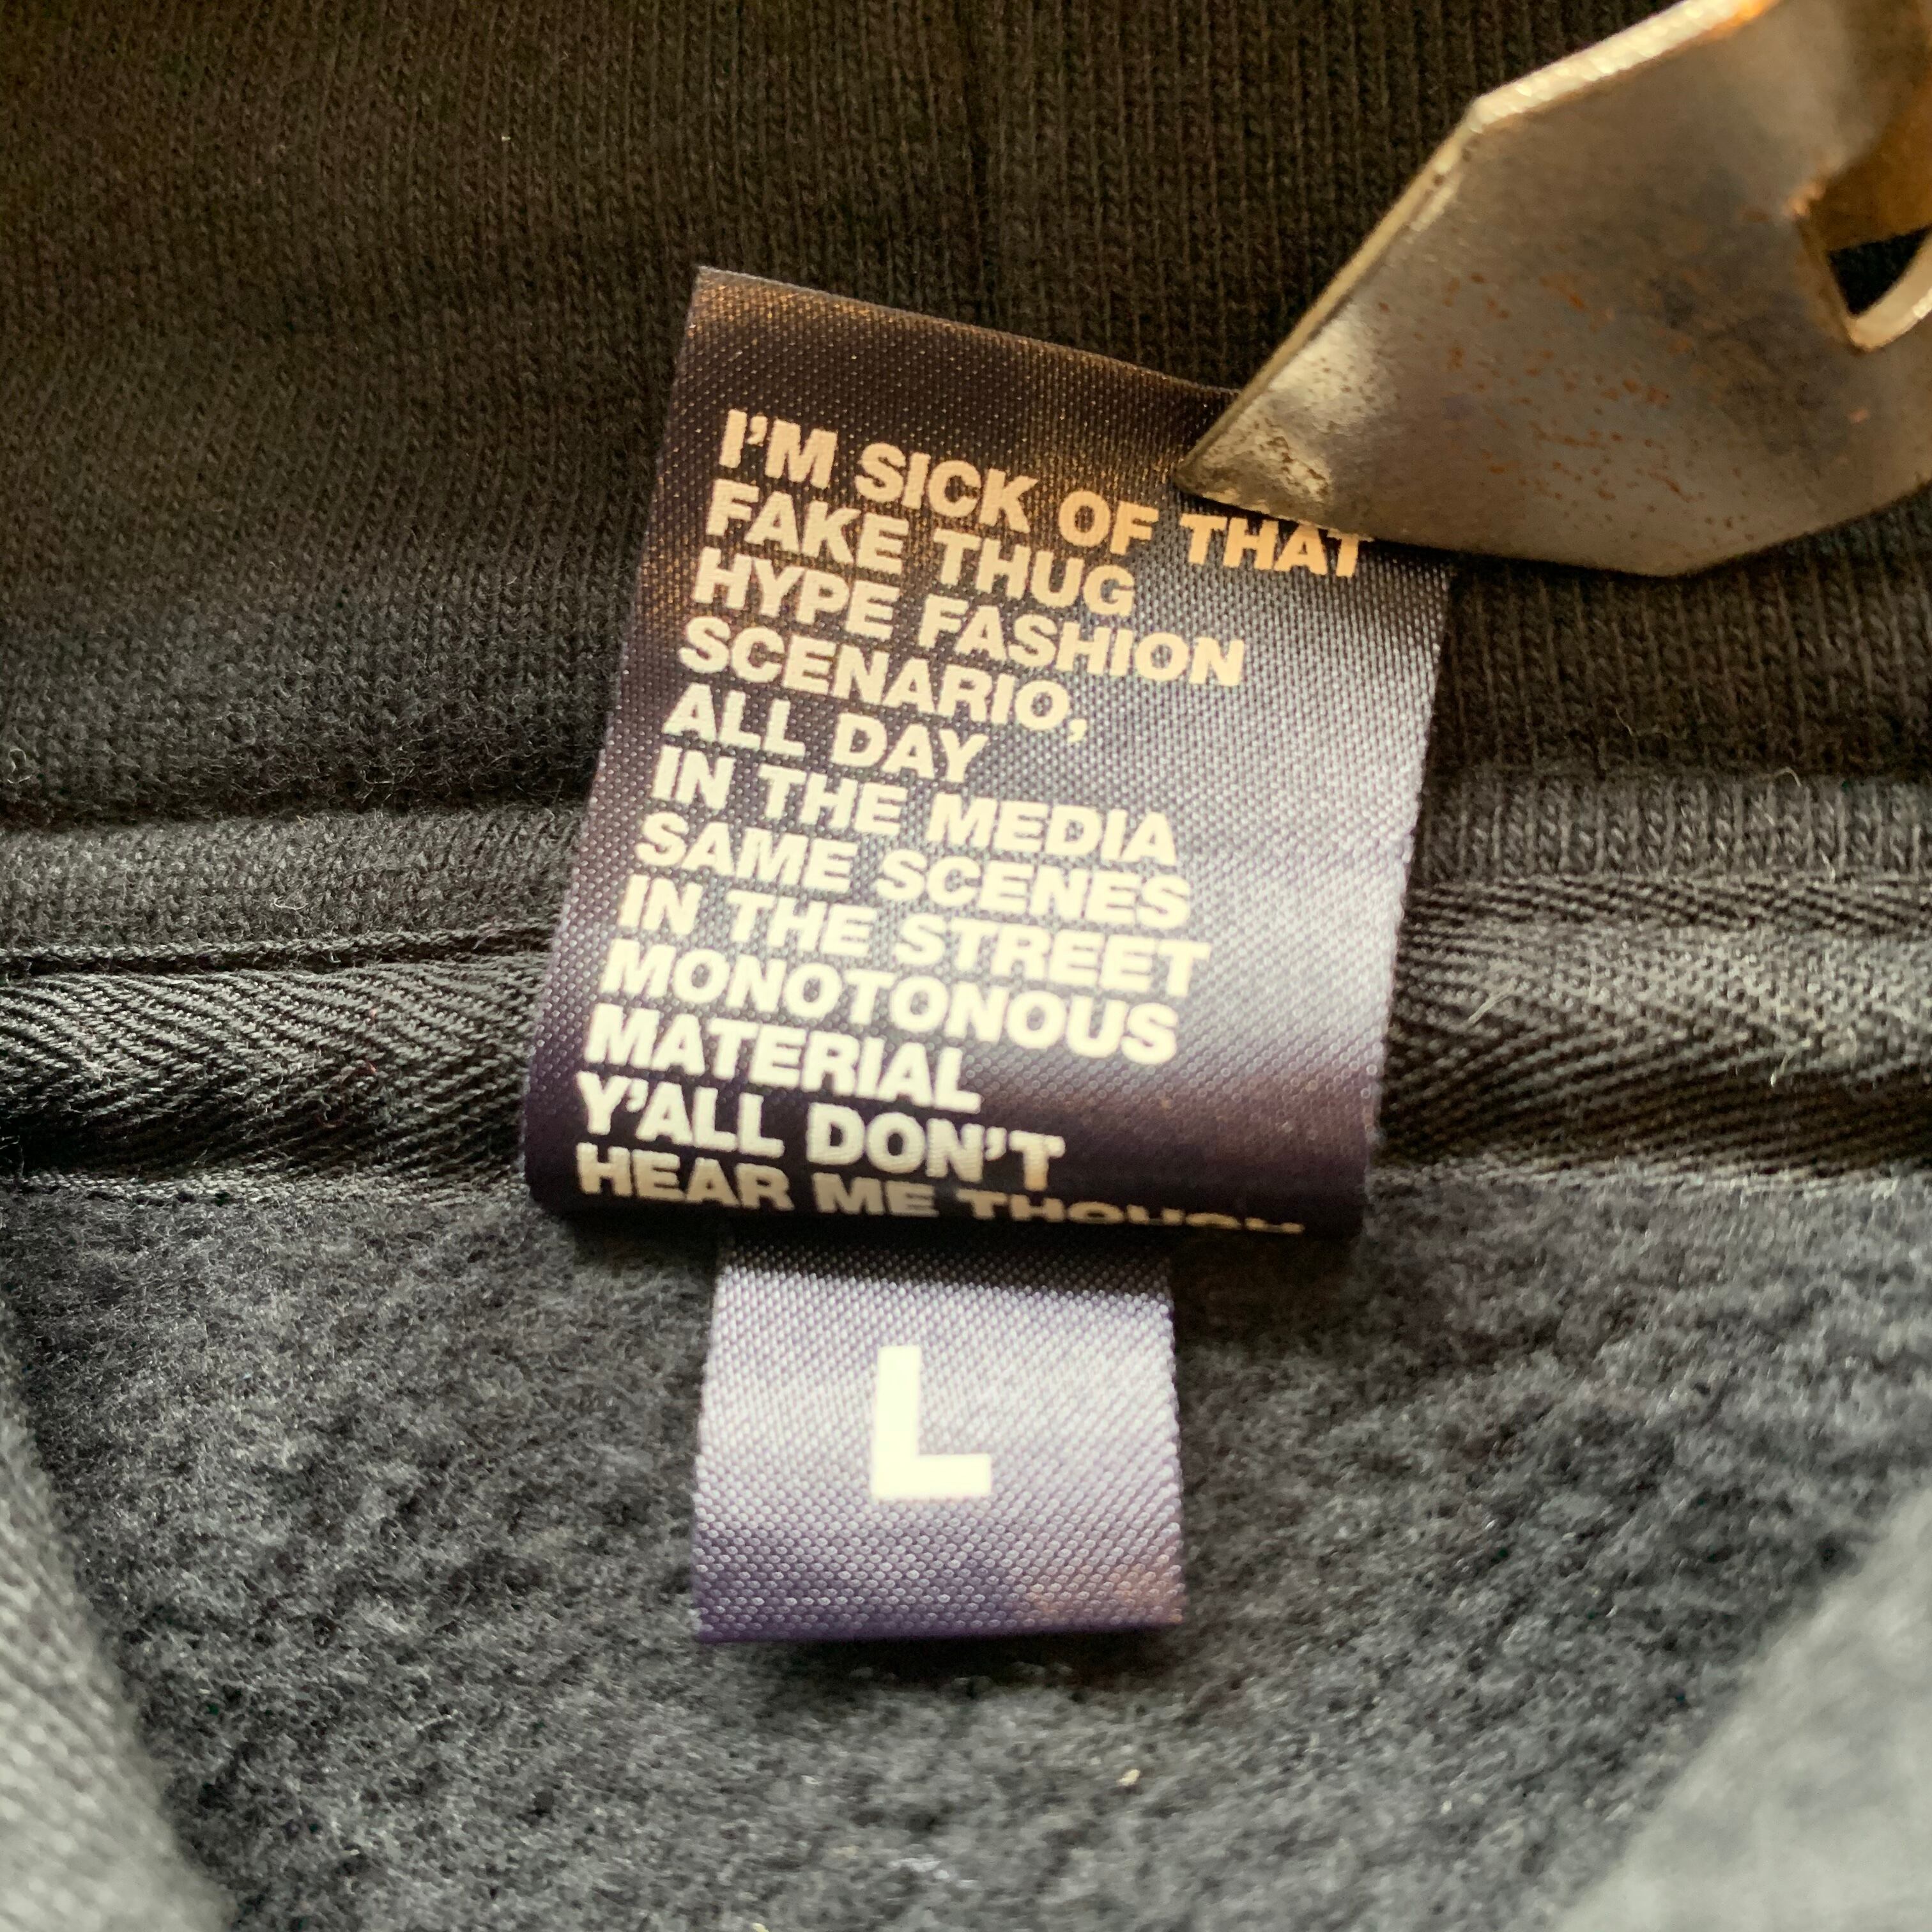 I'M SICK OF THAT
FAKE THUG
HYPE FASHION
SCENARIO,
ALL DAY
IN THE MEDIA
SAME SCENES
IN THE STREET
MONOTONOUS
MATERIAL
Y'ALL DON'T
HEAR ME THOUGH
L